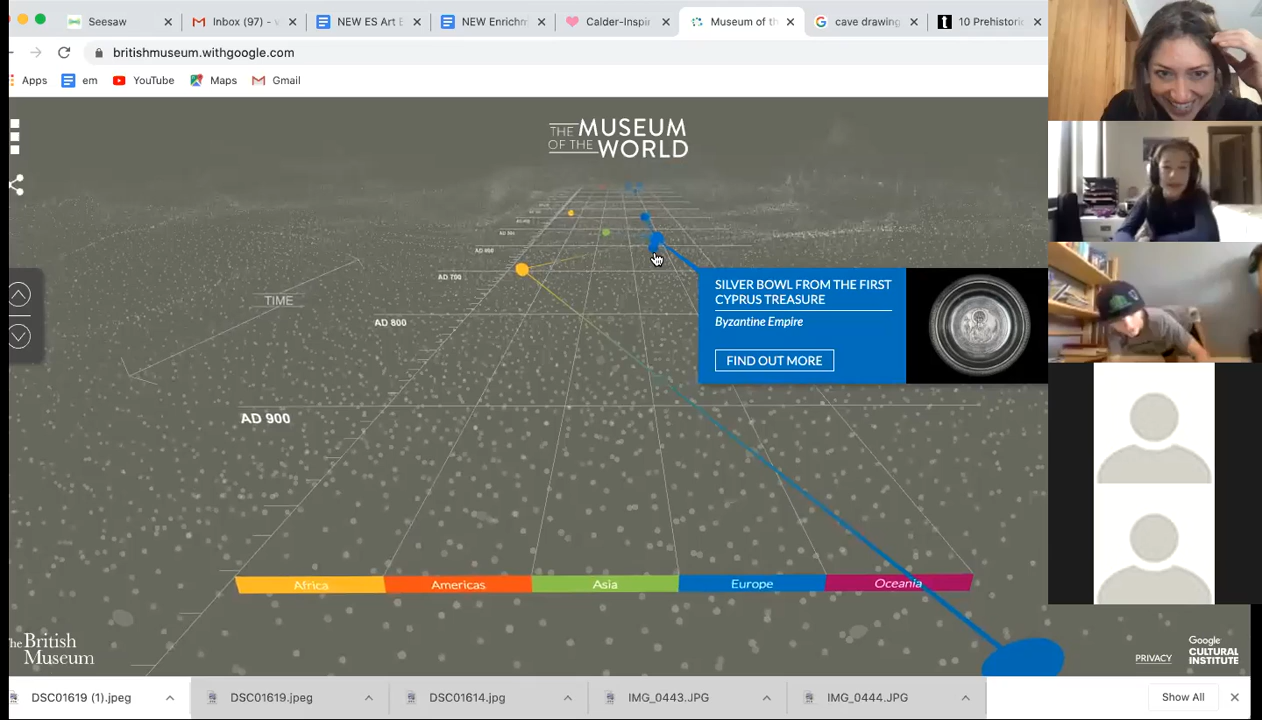 Seesaw
Inbox (97) -
NEW ES Art
NEW Enrichm
Calder-Inspir
Museum of th
cave drawing
10 Prehistoric
britishmuseum.withgoogle.com
Apps
em
YouTube
Maps
Gmail
THE MUSEUM
OF THE WORLD
AD 700
TIME
AD 800
AD 900
SILVER BOWL FROM THE FIRST
CYPRUS TREASURE
Byzantine Empire
FIND OUT MORE
Africa
Americas
Asia
Europe
Oceania
The British
Museum
PRIVACY
Google
CULTURAL
INSTITUTE
DSC01619 (1).jpeg
DSC01619.jpeg
DSC01614.jpg
IMG_0443.JPG
IMG_0444.JPG
Show All